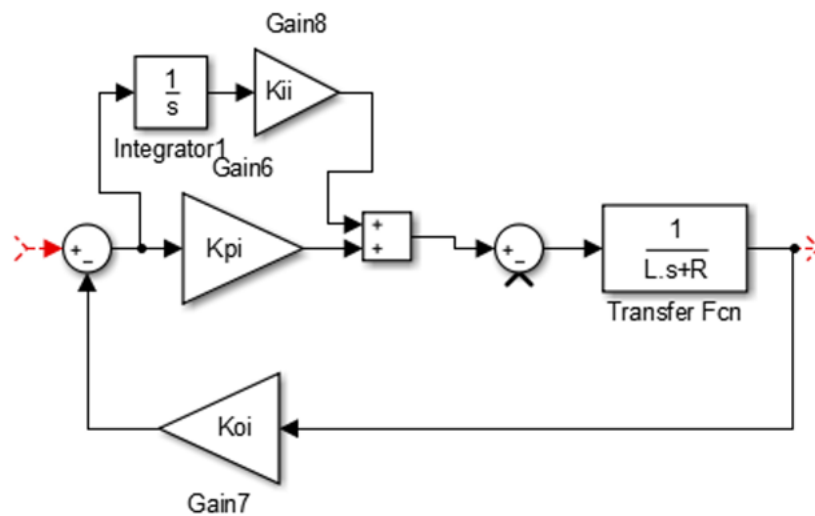 Gain8
1
s
Kii
Integrator1
Gain6
+
-
Kpi
+
+
+
-
1
L.s+R
Transfer Fcn
Koi
Gain7